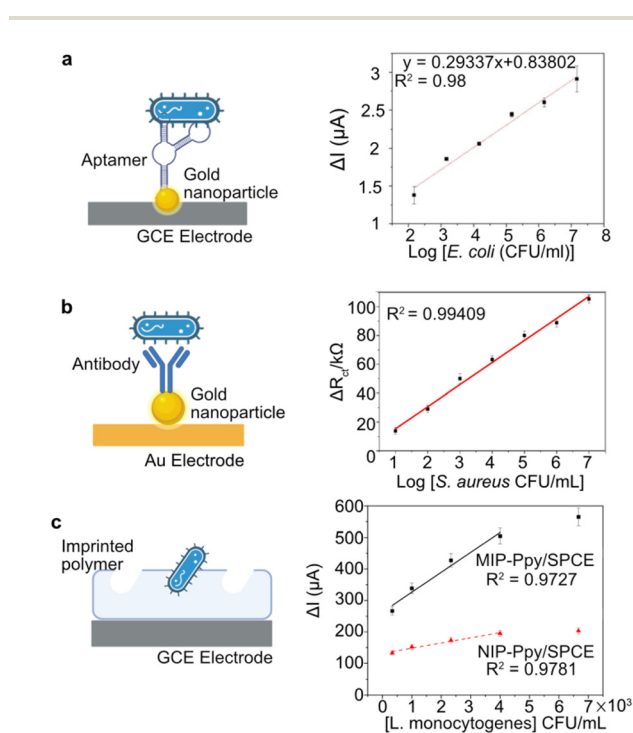 a
Aptamer
Gold
nanoparticle
GCE Electrode
y = 0.29337x+0.83802
R² = 0.98
ΔI (μA)
3
2.5
2
1.5
1
2 3 4 5 6 7 8
Log [E. coli (CFU/ml)]
b
Antibody
Gold
nanoparticle
Au Electrode
R² = 0.99409
ΔRct/kΩ
100
80
60
40
20
0
1 2 3 4 5 6 7
Log [S. aureus CFU/mL]
c
Imprinted
polymer
GCE Electrode
ΔI (μA)
600
500
400
300
200
100
0
MIP-Ppy/SPCE
R² = 0.9727
NIP-Ppy/SPCE
R² = 0.9781
0 1 2 3 4 5 6 7 ×10³
[L. monocytogenes] CFU/mL